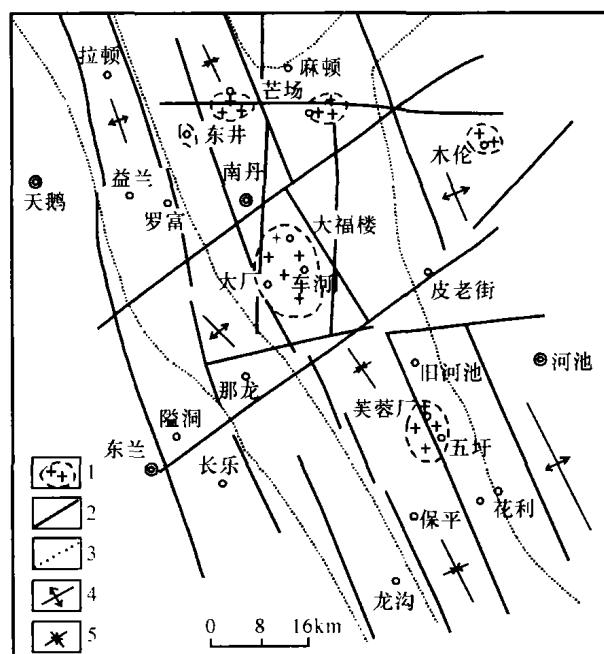 拉顿
麻顿
芒场
东井
木伦
南丹
益兰
天鹅
罗富
大福楼
大厂
车河
皮老街
旧河池
河池
那龙
芙蓉厂
隘洞
五圩
东兰
长乐
花利
保平
龙沟
1
2
3
4
5
0 8 16km